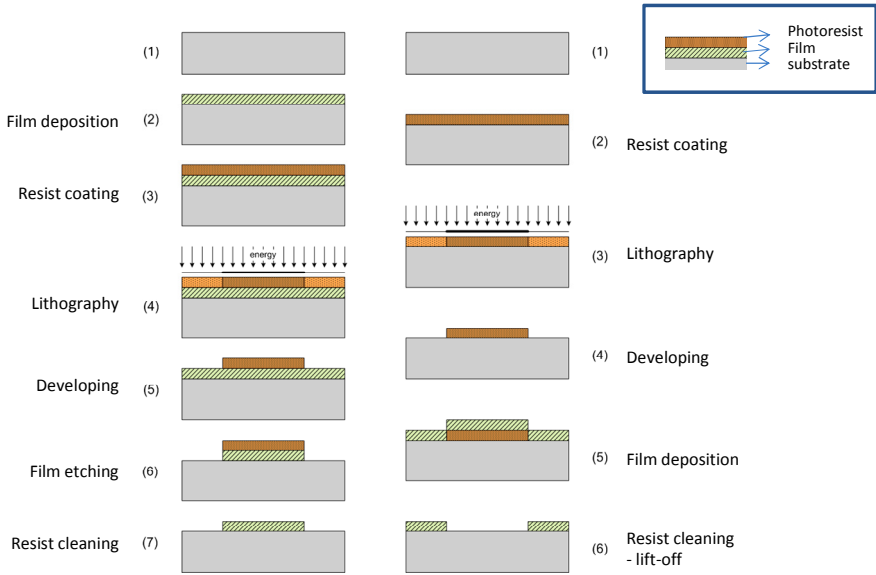 (1)
Film deposition (2)
Resist coating (3)
energy
Lithography (4)
Developing (5)
Film etching (6)
Resist cleaning (7)
(1)
(2) Resist coating
energy
(3) Lithography
(4) Developing
(5) Film deposition
(6) Resist cleaning
- lift-off
Photoresist
Film
substrate